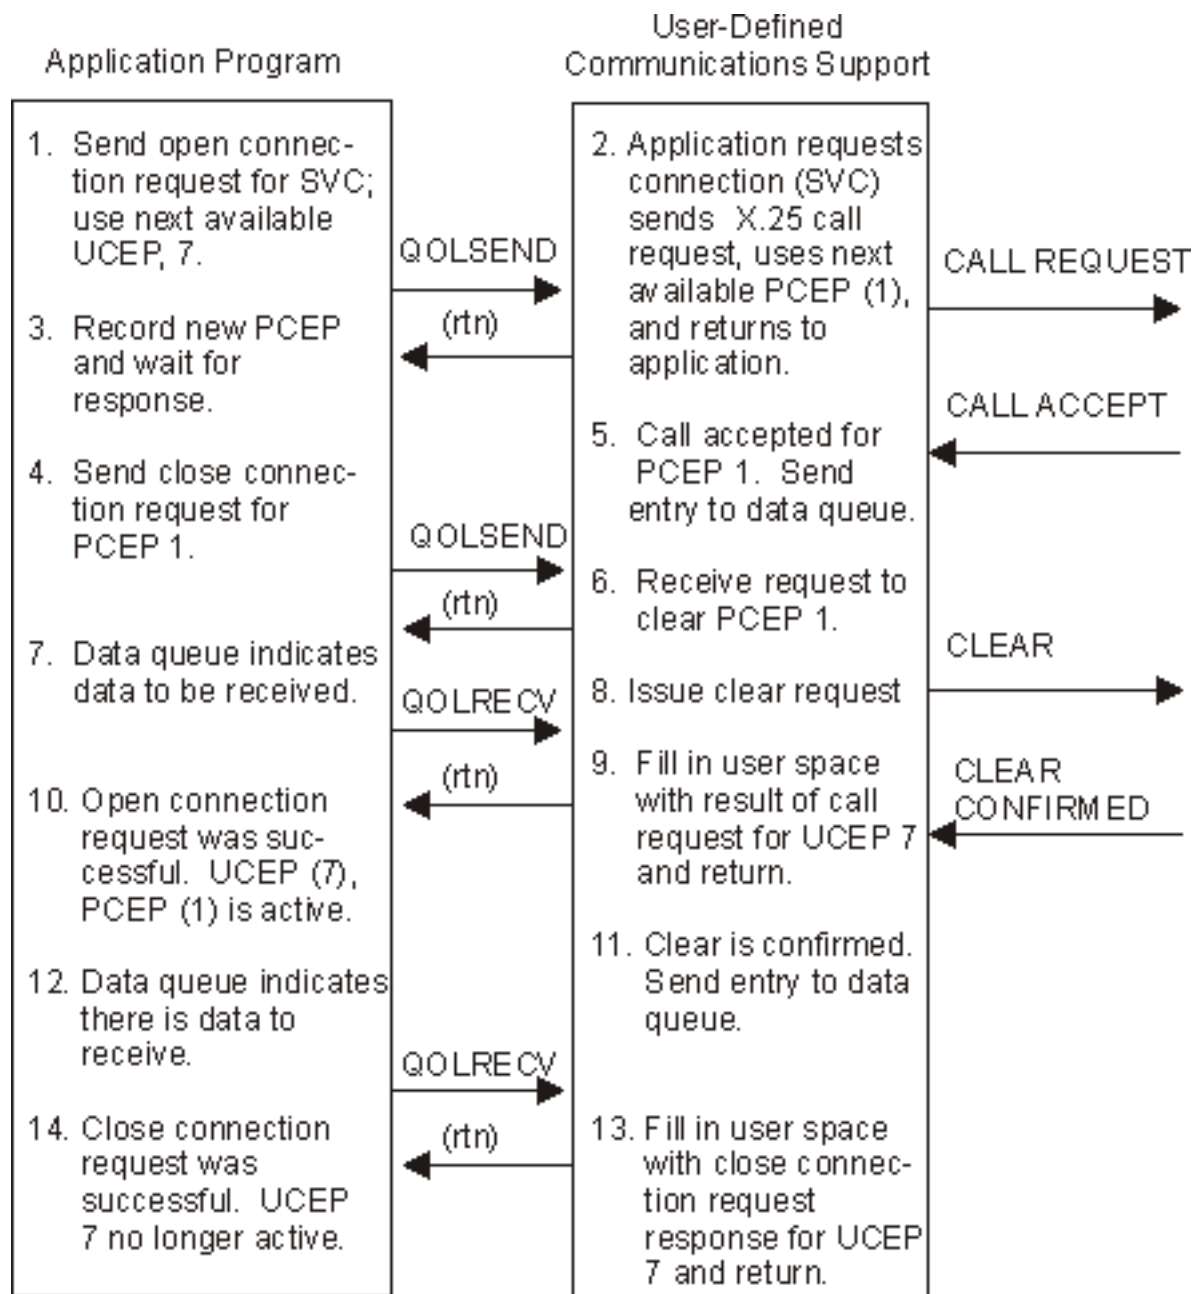 User-Defined
Application Program
Communications Support
1. Send open connec-
tion request for SVC;
use next available
UCEP, 7.
QOLSEND
2. Application requests
connection (SVC)
sends X.25 call
request, uses next
available PCEP (1),
and returns to
application.
CALL REQUEST
3. Record new PCEP
and wait for
response.
(rtn)
CALL ACCEPT
4. Send close connec-
tion request for
PCEP 1.
5. Call accepted for
PCEP 1. Send
entry to data queue.
QOLSEND
(rtn)
6. Receive request to
clear PCEP 1.
7. Data queue indicates
data to be received.
CLEAR
QOLRECV
8. Issue clear request
(rtn)
9. Fill in user space
with result of call
request for UCEP 7
and return.
CLEAR
CONFIRMED
10. Open connection
request was suc-
cessful. UCEP (7),
PCEP (1) is active.
11. Clear is confirmed.
Send entry to data
queue.
12. Data queue indicates
there is data to
receive.
QOLRECV
(rtn)
13. Fill in user space
with close connec-
tion request
response for UCEP
7 and return.
14. Close connection
request was
successful. UCEP
7 no longer active.